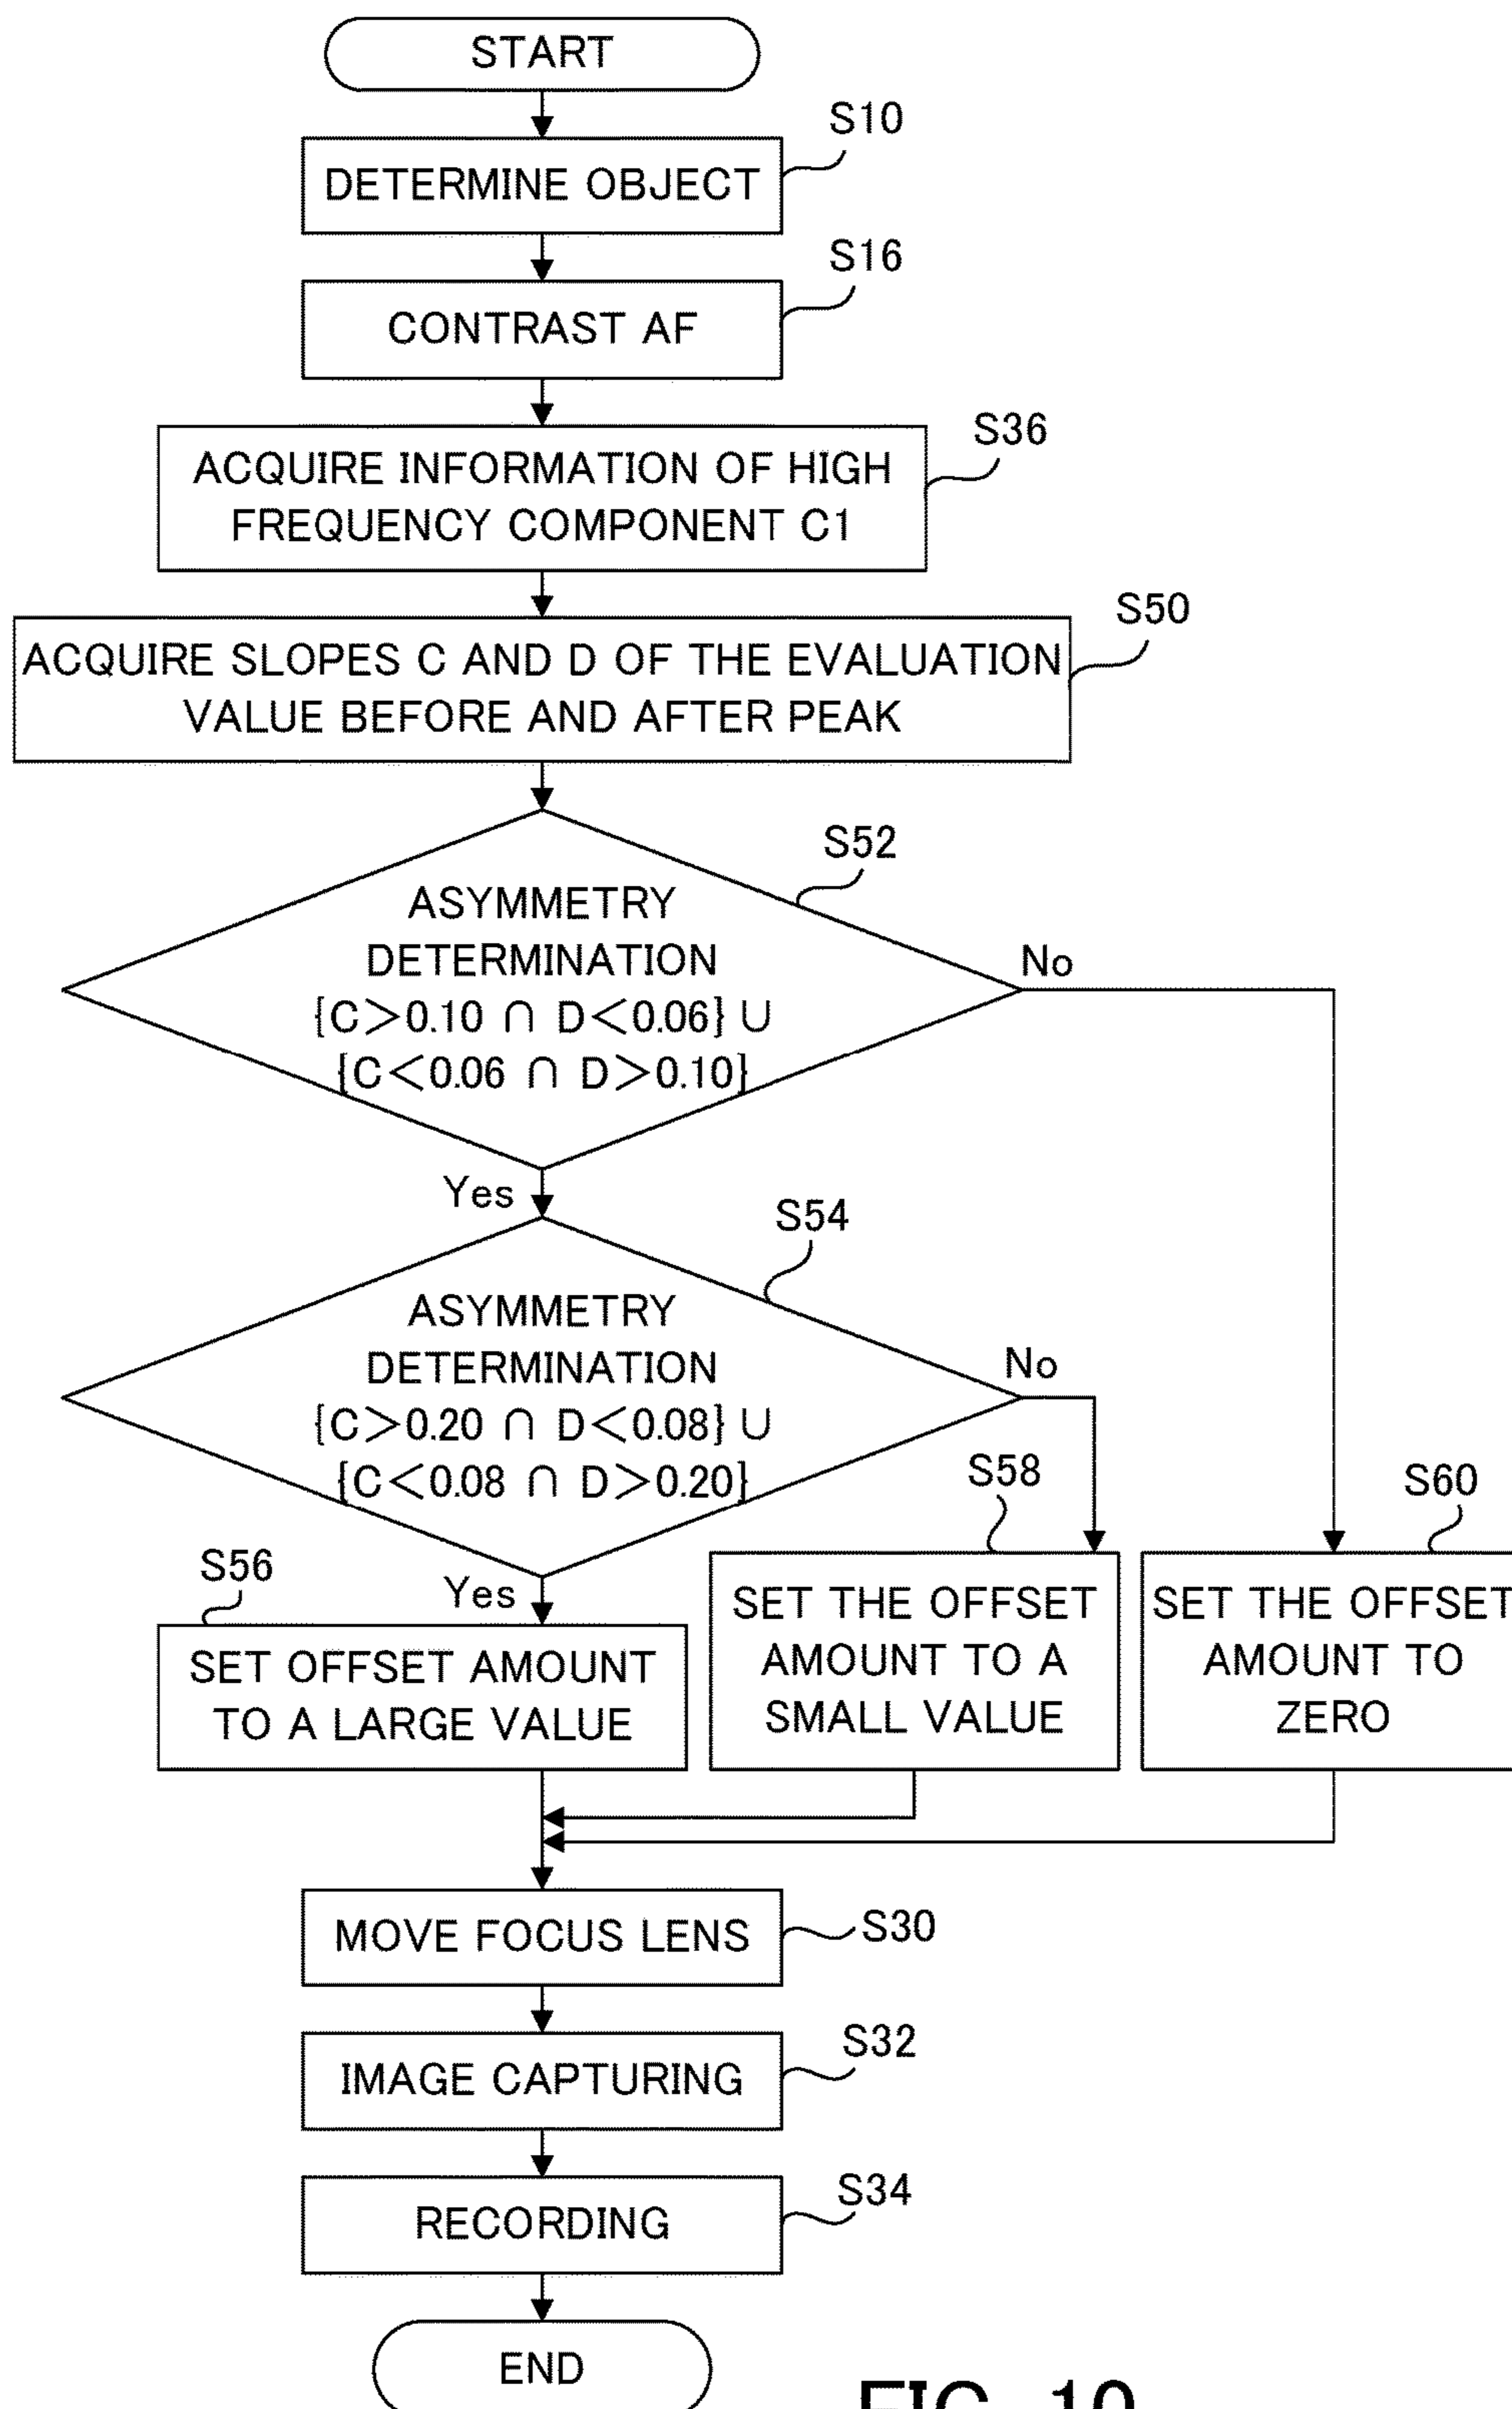 START
S10
DETERMINE OBJECT
S16
CONTRAST AF
S36
ACQUIRE INFORMATION OF HIGH
FREQUENCY COMPONENT C1
S50
ACQUIRE SLOPES C AND D OF THE EVALUATION
VALUE BEFORE AND AFTER PEAK
S52
ASYMMETRY
DETERMINATION
{C>0.10 ∩ D<0.06} ∪
{C<0.06 ∩ D>0.10}
No
Yes
S54
ASYMMETRY
DETERMINATION
{C>0.20 ∩ D<0.08} ∪
{C<0.08 ∩ D>0.20}
No
Yes
S56
SET OFFSET AMOUNT
TO A LARGE VALUE
S58
SET THE OFFSET
AMOUNT TO A
SMALL VALUE
S60
SET THE OFFSET
AMOUNT TO
ZERO
MOVE FOCUS LENS
S30
IMAGE CAPTURING
S32
RECORDING
S34
END
FIG. 10